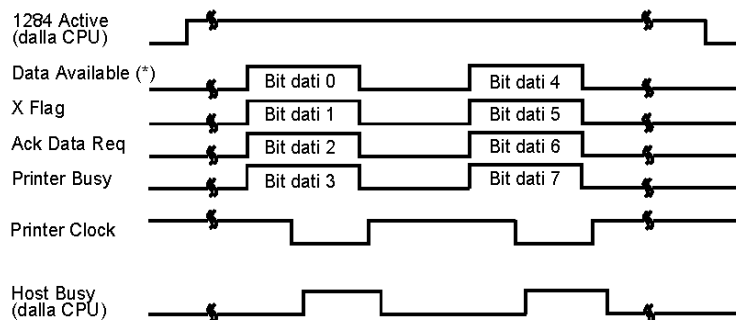 1284 Active
(dalla CPU)
Data Available (*)
Bit dati 0
Bit dati 4
X Flag
Bit dati 1
Bit dati 5
Ack Data Req
Bit dati 2
Bit dati 6
Printer Busy
Bit dati 3
Bit dati 7
Printer Clock
Host Busy
(dalla CPU)